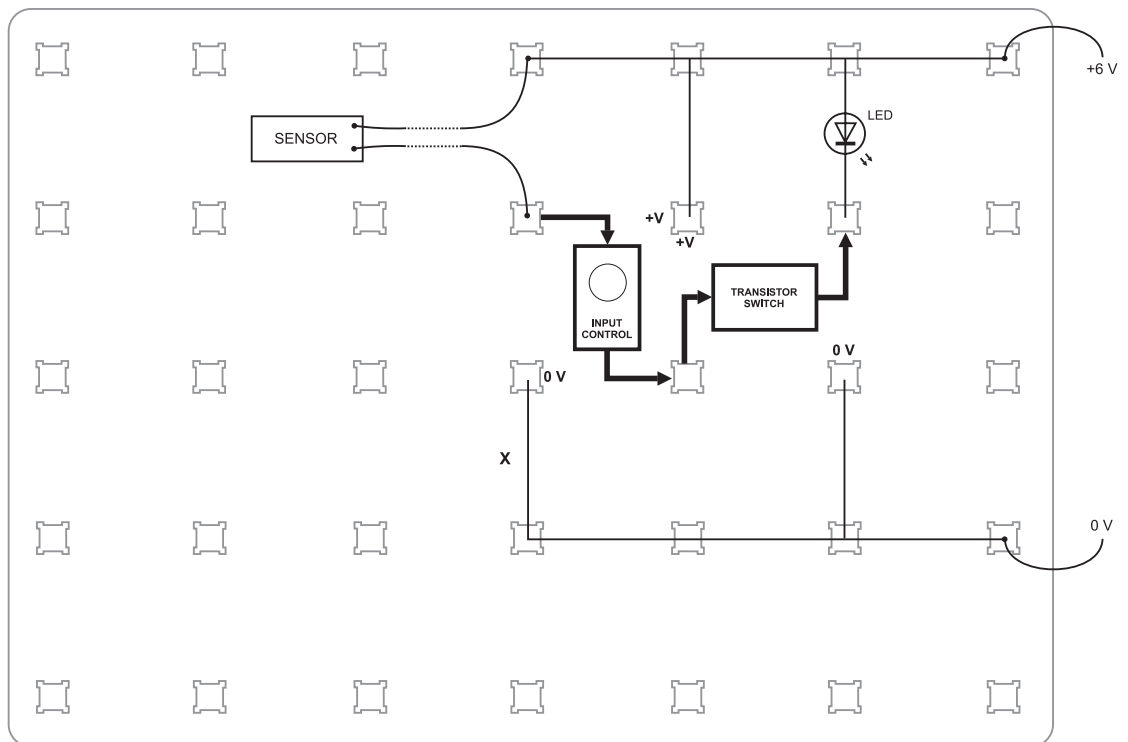 +6 V
LED
SENSOR
+V
+V
TRANSISTOR
SWITCH
INPUT
CONTROL
0 V
0 V
X
0 V